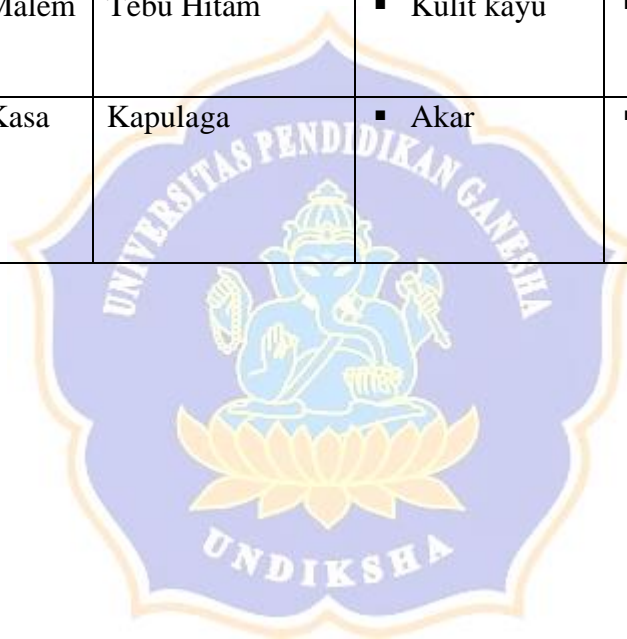 Malem Tebu Hitam ▪ Kulit kayu ▪
Kasa Kapulaga ▪ Akar ▪
UNIVERSITAS PENDIDIKAN GANESHA
UNDIKSHA